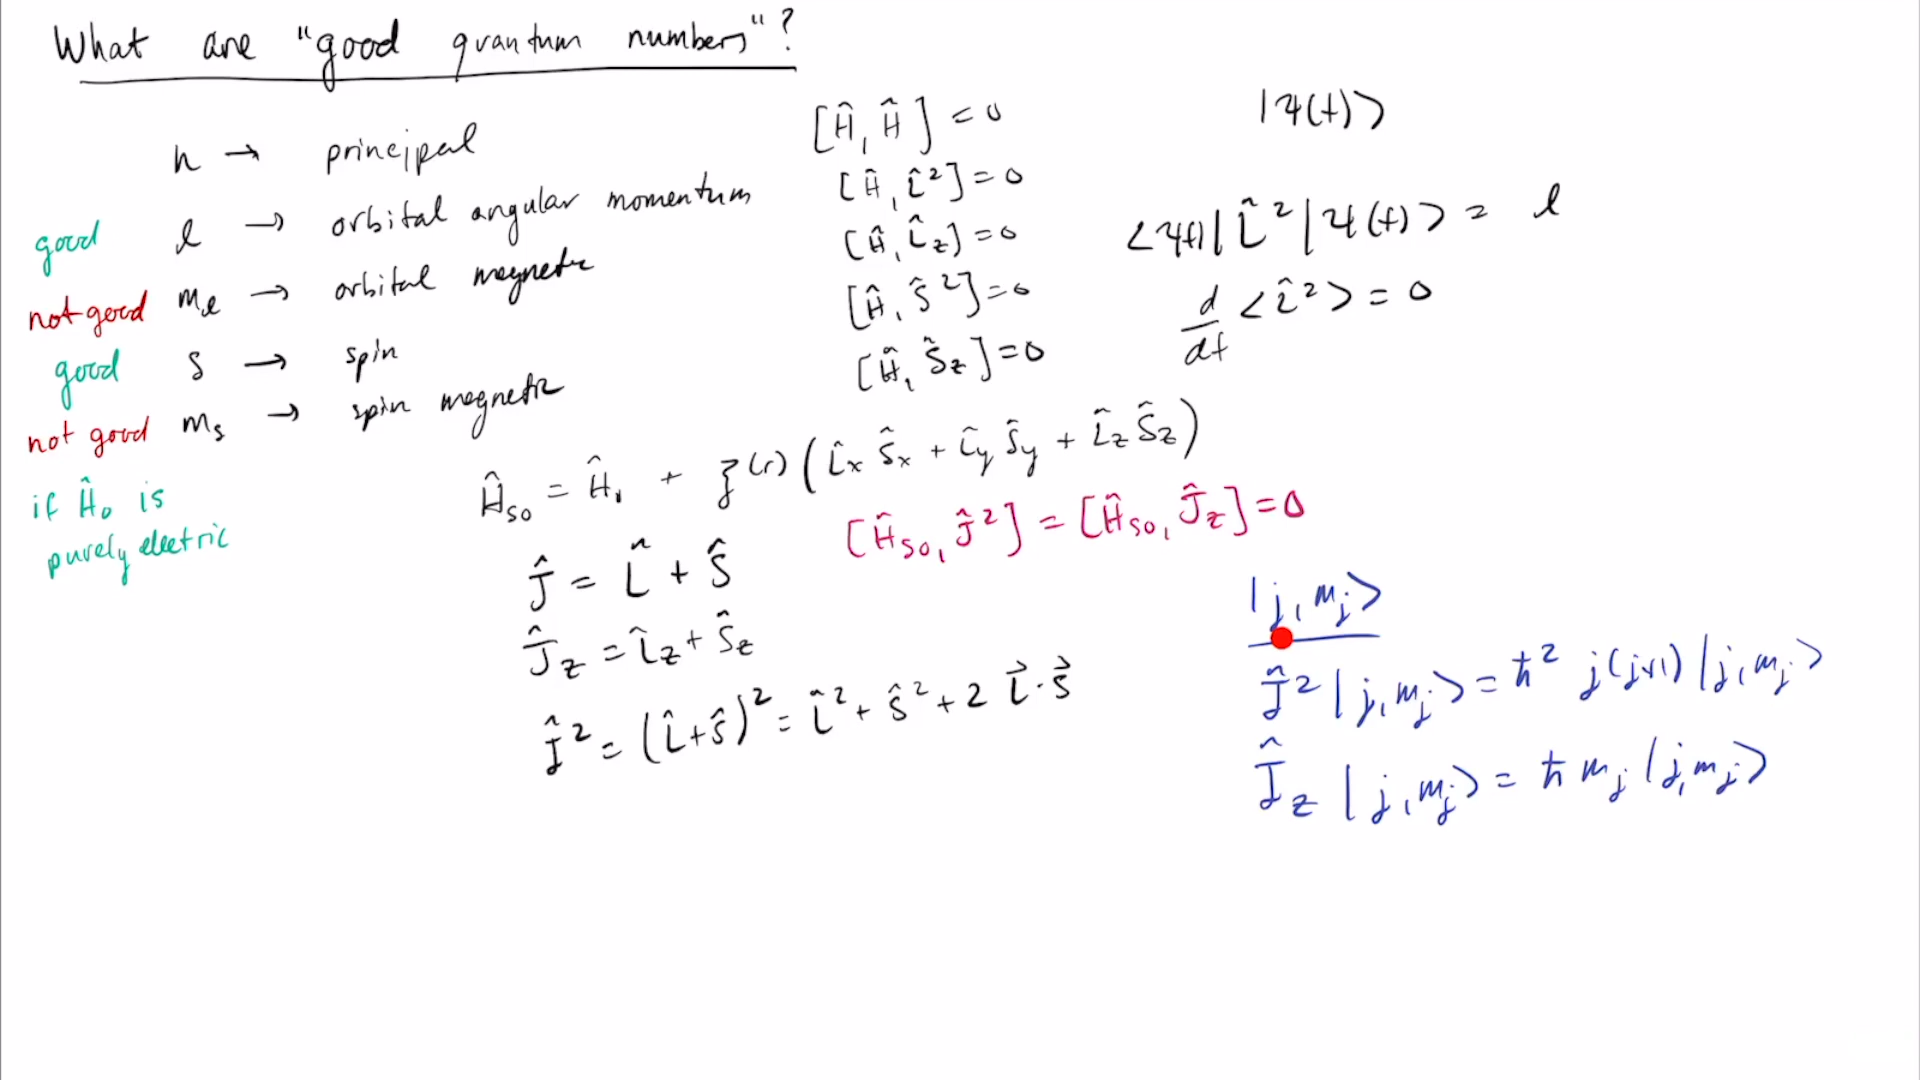 What are "good quantum numbers"?
n → principal
good l → orbital angular momentum
not good m_l → orbital magnetic
good s → spin
not good m_s → spin magnetic
if Ĥ_0 is
purely electric
[Ĥ, Ĥ] = 0
[Ĥ, L̂²] = 0
[Ĥ, L̂_z] = 0
[Ĥ, Ŝ²] = 0
[Ĥ, Ŝ_z] = 0
|ψ(t)>
<ψ(t)| L̂² |ψ(t)> = l
d/dt <L̂²> = 0
Ĥ_so = Ĥ_0 + ξ(r) (L̂_x Ŝ_x + L̂_y Ŝ_y + L̂_z Ŝ_z)
[Ĥ_so, Ĵ²] = [Ĥ_so, Ĵ_z] = 0
Ĵ = L̂ + Ŝ
Ĵ_z = L̂_z + Ŝ_z
Ĵ² = (L̂ + Ŝ)² = L̂² + Ŝ² + 2 L⃗ · S⃗
|j, m_j>
Ĵ² |j, m_j> = ħ² j(j+1) |j, m_j>
Ĵ_z |j, m_j> = ħ m_j |j, m_j>